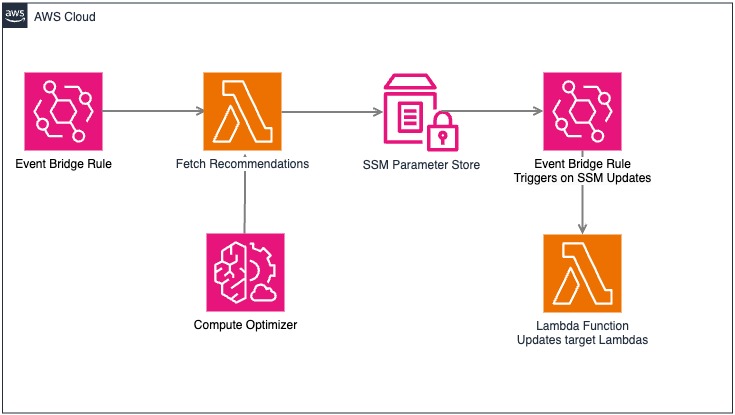 aws
AWS Cloud
Event Bridge Rule
Fetch Recommendations
SSM Parameter Store
Event Bridge Rule
Triggers on SSM Updates
Compute Optimizer
Lambda Function
Updates target Lambdas